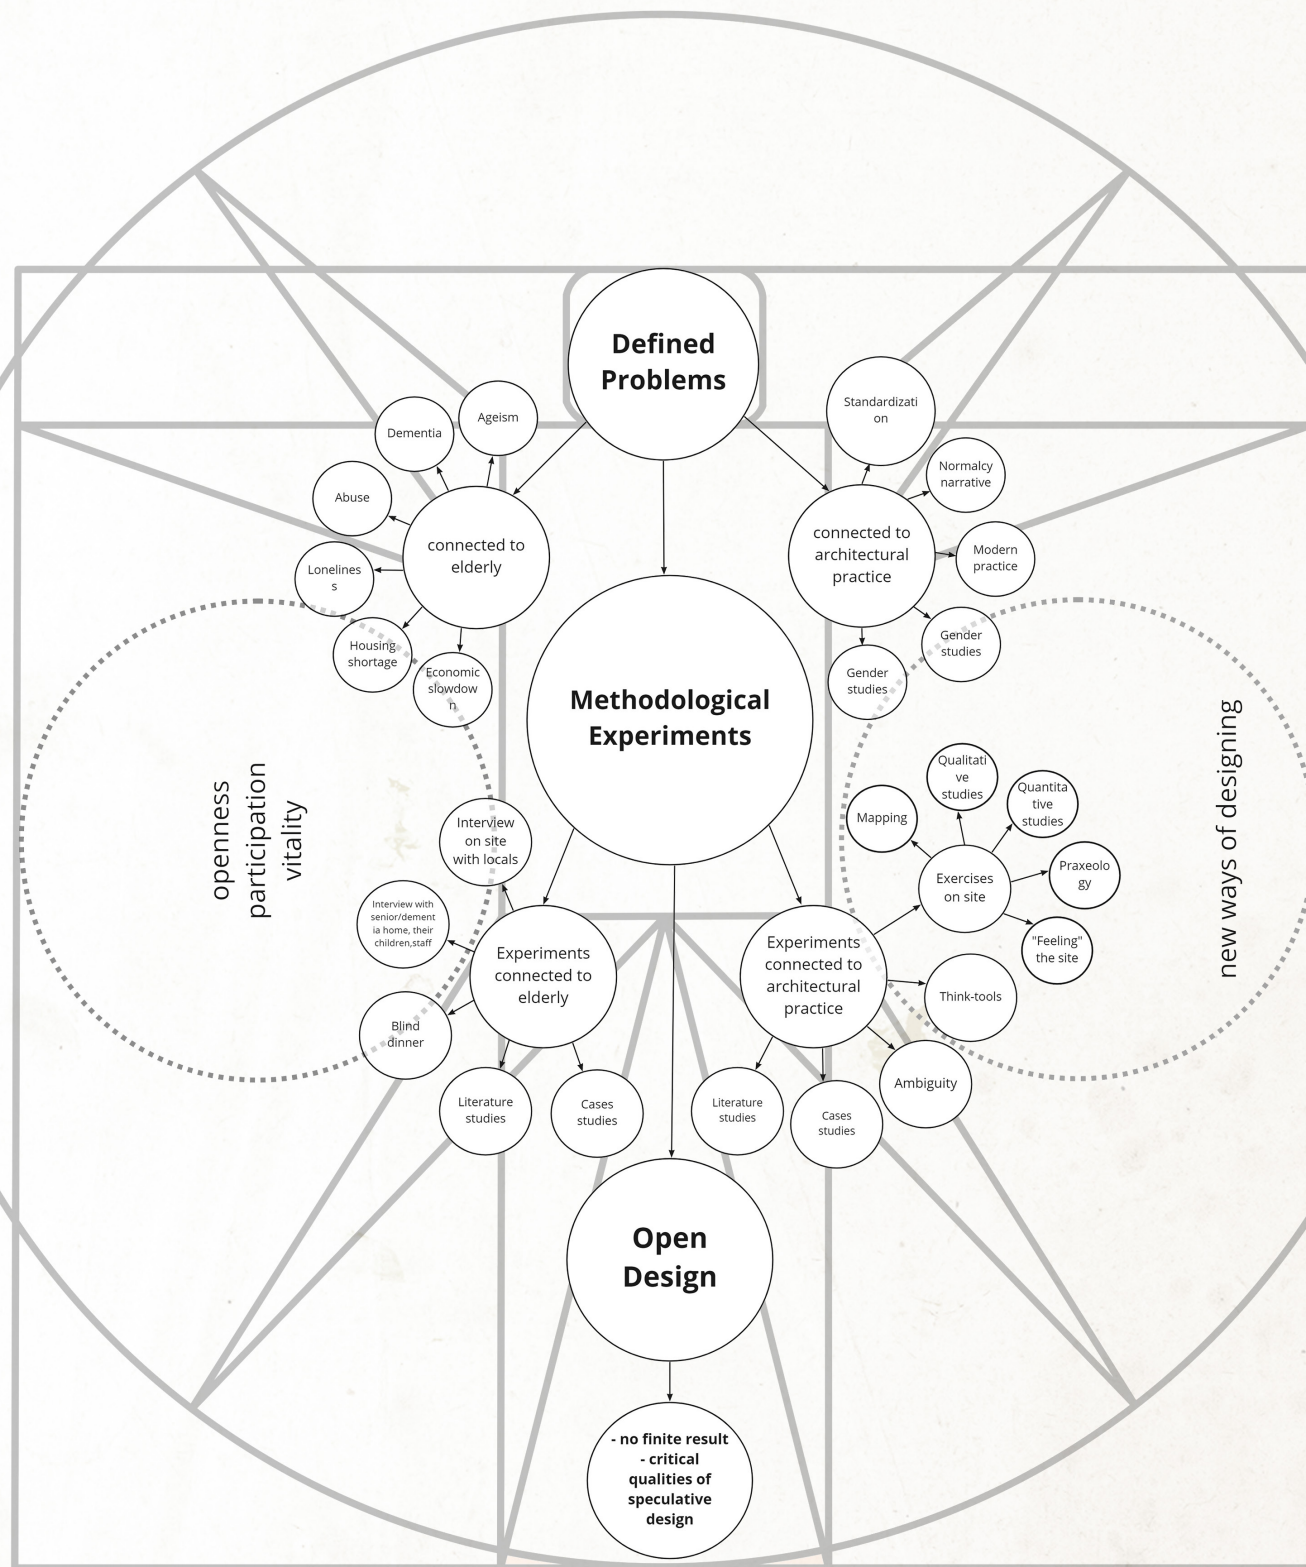 Defined
Problems
Ageism
Dementia
Abuse
Lonelines
s
Housing
shortage
Economic
slowdow
n
connected to
elderly
Standardizati
on
Normalcy
narrative
Modern
practice
Gender
studies
Gender
studies
connected to
architectural
practice
Methodological
Experiments
openness
participation
vitality
new ways of designing
Interview
on site
with locals
Interview with
senior/dement
ia home, their
children,staff
Blind
dinner
Literature
studies
Cases
studies
Experiments
connected to
elderly
Experiments
connected to
architectural
practice
Mapping
Qualitati
ve
studies
Quantita
tive
studies
Praxeolo
gy
"Feeling"
the site
Exercises
on site
Think-tools
Ambiguity
Literature
studies
Cases
studies
Open
Design
- no finite result
- critical
qualities of
speculative
design